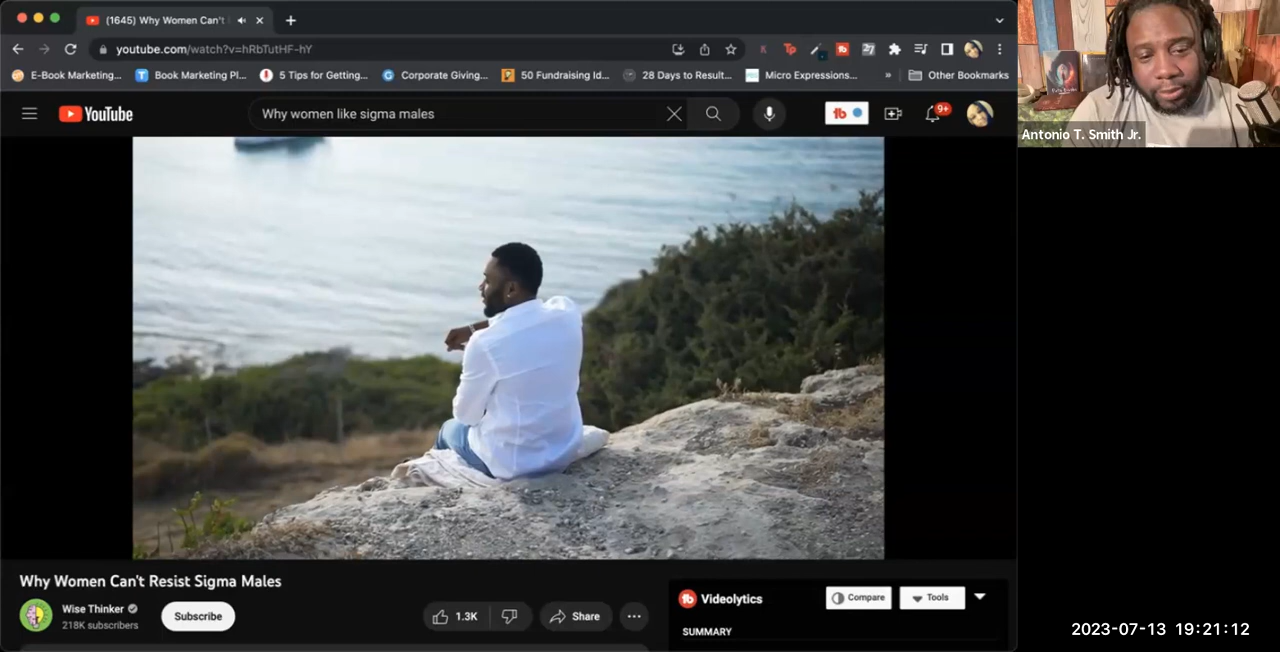 (1645) Why Women Can't
youtube.com/watch?v=hRbTutHF-hY
E-Book Marketing...
Book Marketing Pl...
5 Tips for Getting...
Corporate Giving...
50 Fundraising Id...
28 Days to Result...
Micro Expressions...
»
Other Bookmarks
YouTube
Why women like sigma males
9+
Antonio T. Smith Jr.
Why Women Can't Resist Sigma Males
Wise Thinker
218K subscribers
Subscribe
1.3K
Share
Videolytics
Compare
Tools
SUMMARY
2023-07-13 19:21:12